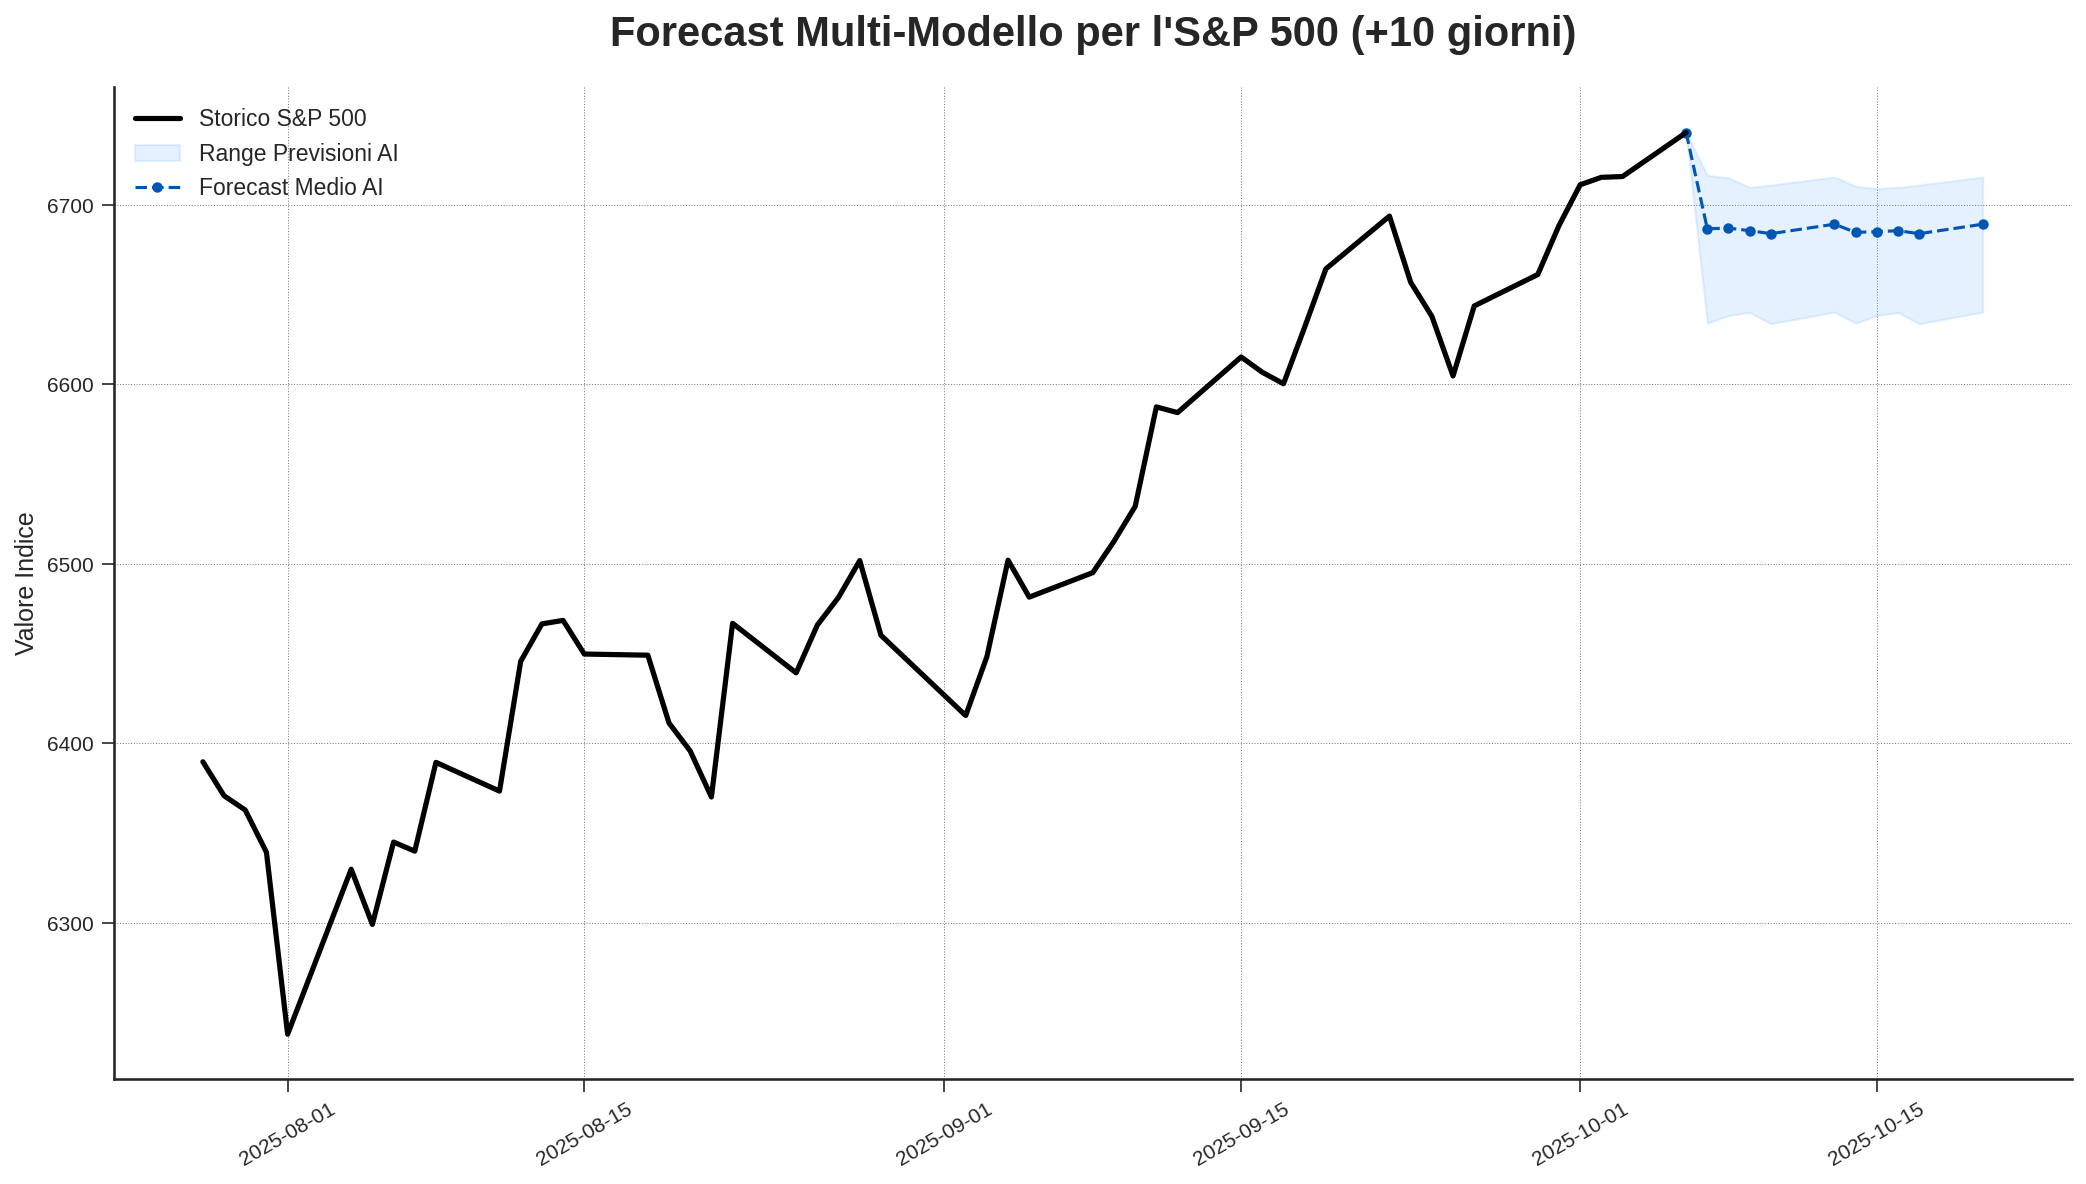 Forecast Multi-Modello per l'S&P 500 (+10 giorni)
Storico S&P 500
Range Previsioni AI
Forecast Medio AI
Valore Indice
6700
6600
6500
6400
6300
2025-08-01
2025-08-15
2025-09-01
2025-09-15
2025-10-01
2025-10-15